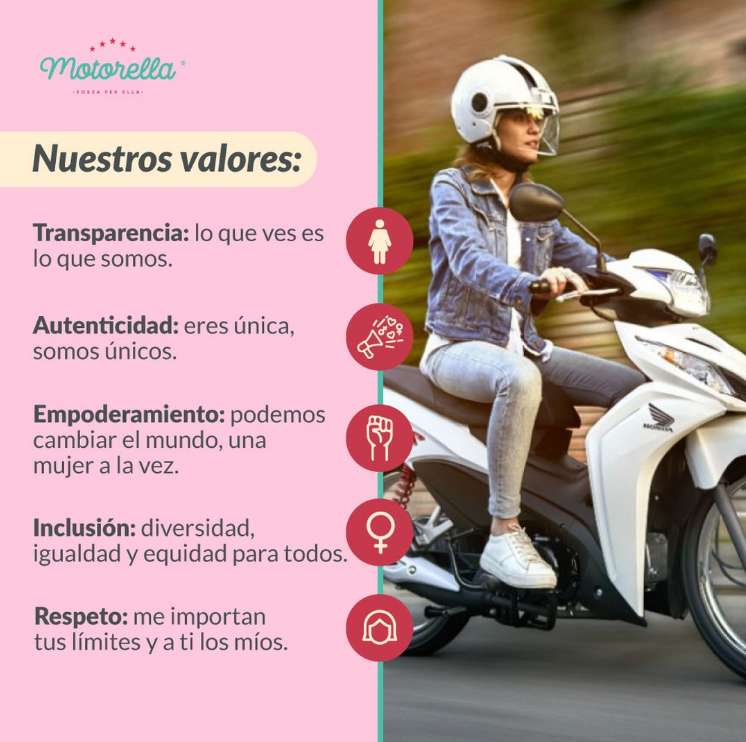 Motorella
-FORZA PER ELLA-
Nuestros valores:
Transparencia: lo que ves es
lo que somos.
Autenticidad: eres única,
somos únicos.
Empoderamiento: podemos
cambiar el mundo, una
mujer a la vez.
Inclusión: diversidad,
igualdad y equidad para todos.
Respeto: me importan
tus límites y a ti los míos.
HONDA